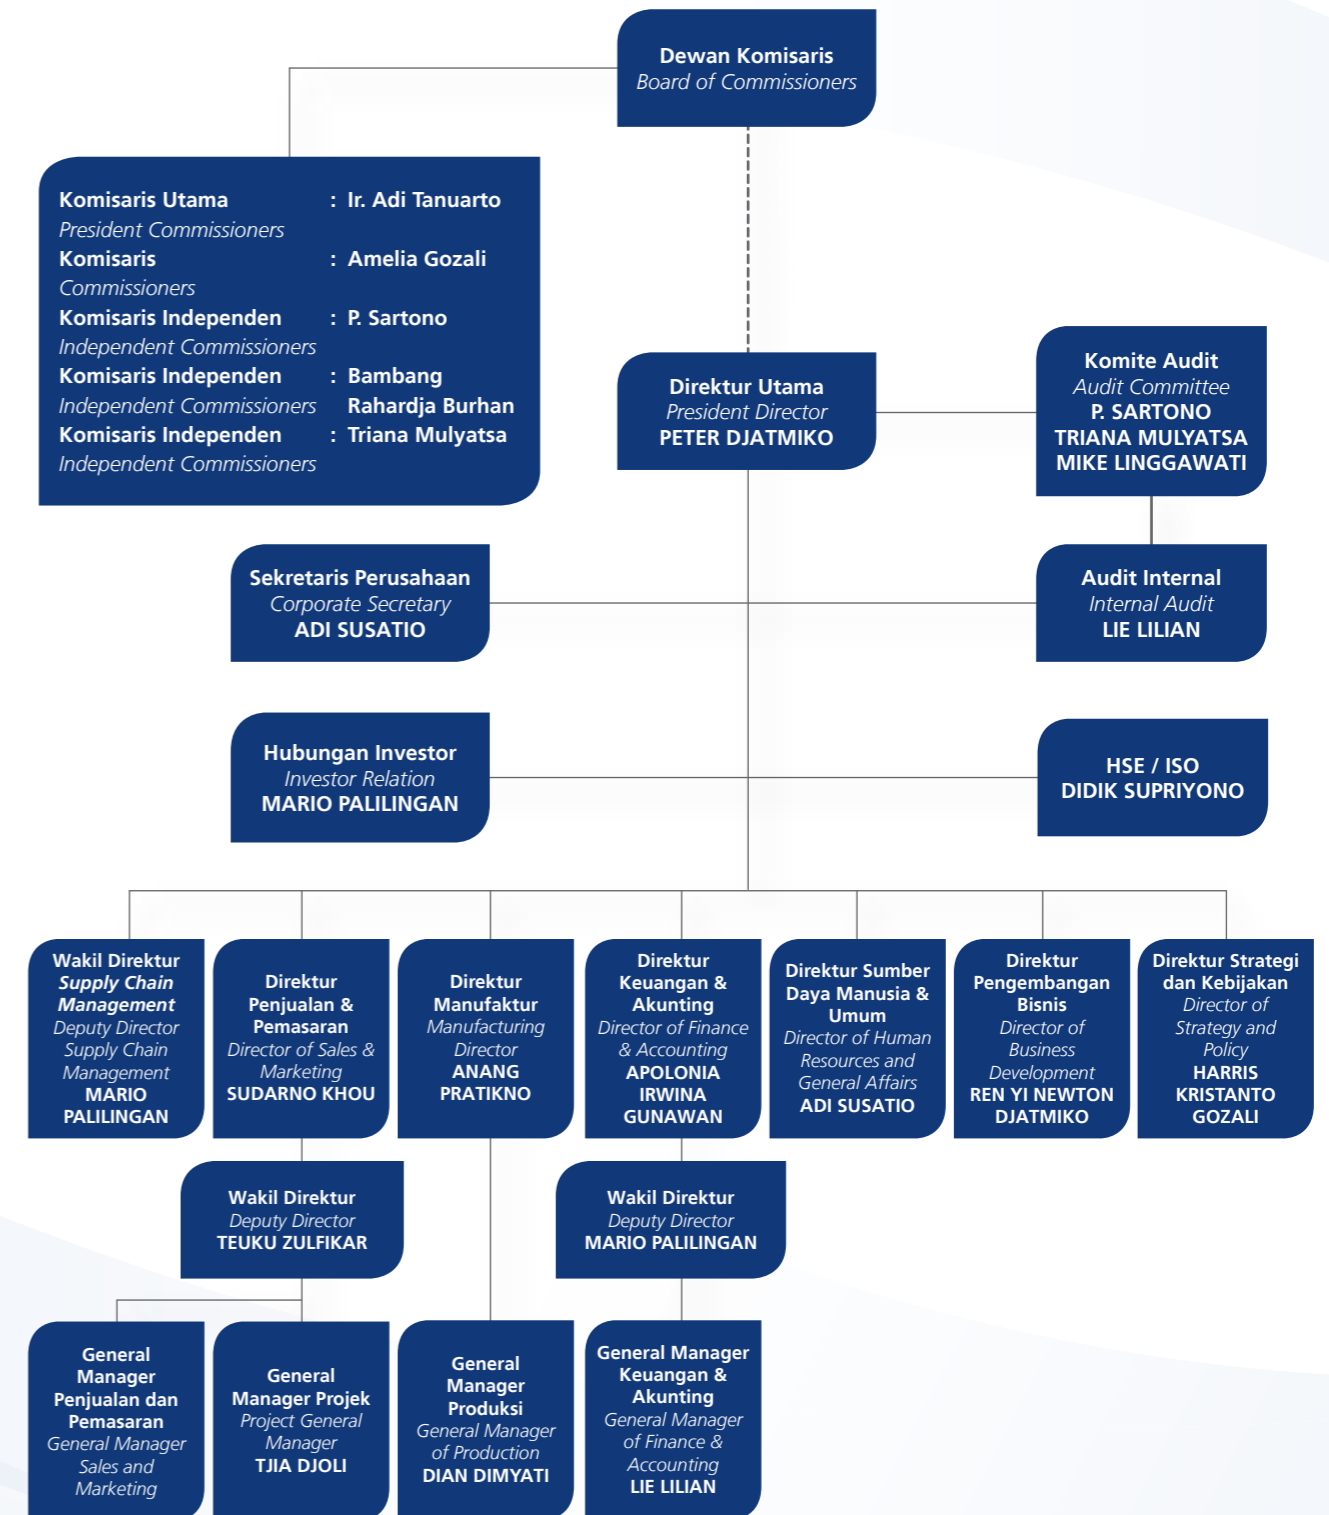 Dewan Komisaris
Board of Commissioners
Komisaris Utama : Ir. Adi Tanuarto
President Commissioners
Komisaris : Amelia Gozali
Commissioners
Komisaris Independen : P. Sartono
Independent Commissioners
Komisaris Independen : Bambang
Independent Commissioners Rahardja Burhan
Komisaris Independen : Triana Mulyatsa
Independent Commissioners
Direktur Utama
President Director
PETER DJATMIKO
Komite Audit
Audit Committee
P. SARTONO
TRIANA MULYATSA
MIKE LINGGAWATI
Sekretaris Perusahaan
Corporate Secretary
ADI SUSATIO
Audit Internal
Internal Audit
LIE LILIAN
Hubungan Investor
Investor Relation
MARIO PALILINGAN
HSE / ISO
DIDIK SUPRIYONO
Wakil Direktur
Supply Chain
Management
Deputy Director
Supply Chain
Management
MARIO
PALILINGAN
Direktur
Penjualan &
Pemasaran
Director of Sales &
Marketing
SUDARNO KHOU
Direktur
Manufaktur
Manufacturing
Director
ANANG
PRATIKNO
Direktur
Keuangan &
Akunting
Director of Finance
& Accounting
APOLONIA
IRWINA
GUNAWAN
Direktur Sumber
Daya Manusia &
Umum
Director of Human
Resources and
General Affairs
ADI SUSATIO
Direktur
Pengembangan
Bisnis
Director of
Business
Development
REN YI NEWTON
DJATMIKO
Direktur Strategi
dan Kebijakan
Director of
Strategy and
Policy
HARRIS
KRISTANTO
GOZALI
Wakil Direktur
Deputy Director
TEUKU ZULFIKAR
Wakil Direktur
Deputy Director
MARIO PALILINGAN
General
Manager
Penjualan dan
Pemasaran
General Manager
Sales and
Marketing
General
Manager Projek
Project General
Manager
TJIA DJOLI
General
Manager
Produksi
General Manager
of Production
DIAN DIMYATI
General Manager
Keuangan &
Akunting
General Manager
of Finance &
Accounting
LIE LILIAN